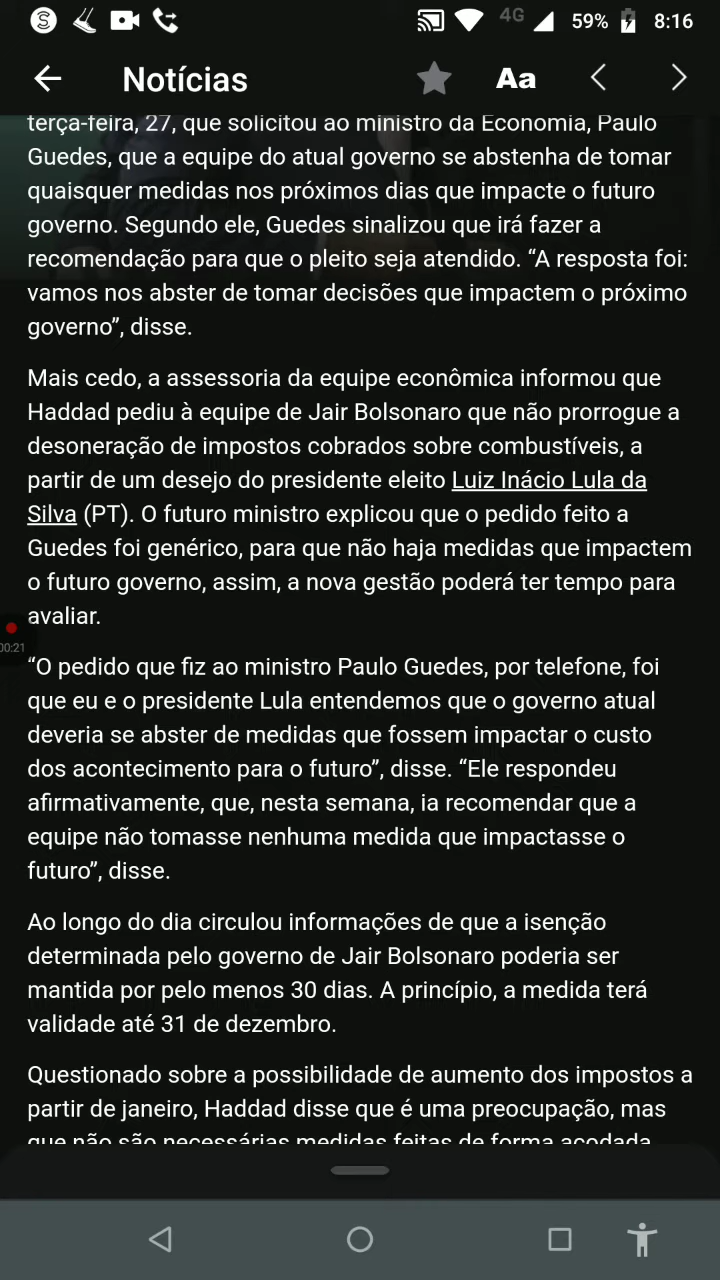 4G
59%
8:16
Notícias
Aa
terça-feira, 27, que solicitou ao ministro da Economia, Paulo
Guedes, que a equipe do atual governo se abstenha de tomar
quaisquer medidas nos próximos dias que impacte o futuro
governo. Segundo ele, Guedes sinalizou que irá fazer a
recomendação para que o pleito seja atendido. “A resposta foi:
vamos nos abster de tomar decisões que impactem o próximo
governo”, disse.
Mais cedo, a assessoria da equipe econômica informou que
Haddad pediu à equipe de Jair Bolsonaro que não prorrogue a
desoneração de impostos cobrados sobre combustíveis, a
partir de um desejo do presidente eleito Luiz Inácio Lula da
Silva (PT). O futuro ministro explicou que o pedido feito a
Guedes foi genérico, para que não haja medidas que impactem
o futuro governo, assim, a nova gestão poderá ter tempo para
avaliar.
00:21
“O pedido que fiz ao ministro Paulo Guedes, por telefone, foi
que eu e o presidente Lula entendemos que o governo atual
deveria se abster de medidas que fossem impactar o custo
dos acontecimento para o futuro”, disse. “Ele respondeu
afirmativamente, que, nesta semana, ia recomendar que a
equipe não tomasse nenhuma medida que impactasse o
futuro”, disse.
Ao longo do dia circulou informações de que a isenção
determinada pelo governo de Jair Bolsonaro poderia ser
mantida por pelo menos 30 dias. A princípio, a medida terá
validade até 31 de dezembro.
Questionado sobre a possibilidade de aumento dos impostos a
partir de janeiro, Haddad disse que é uma preocupação, mas
que não são necessárias medidas feitas de forma açodada